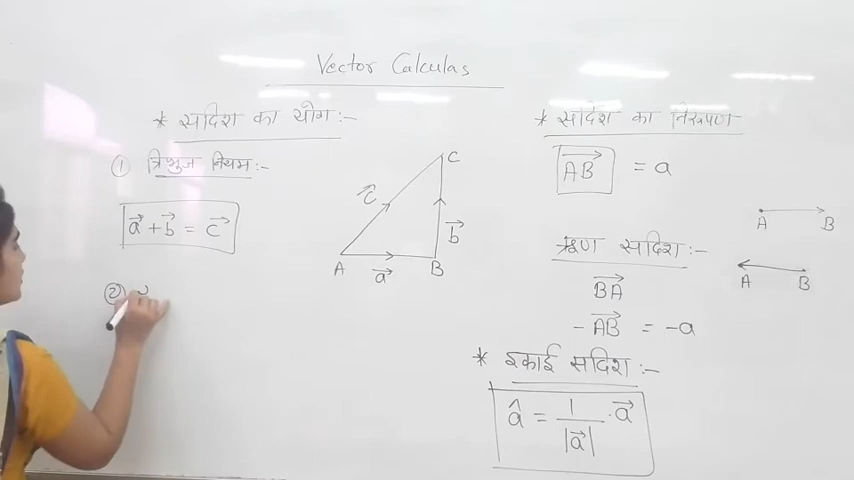 Vector Calculas
* सदिश का योग :-
① त्रिभुज नियम :-
a⃗ + b⃗ = c⃗
C
c⃗
b⃗
A
B
a⃗
②
* सदिश का निरूपण
AB⃗ = a
A B
ऋण सदिश :-
A B
BA⃗
- AB⃗ = -a
* इकाई सदिश :-
â = 1/|a⃗| . a⃗